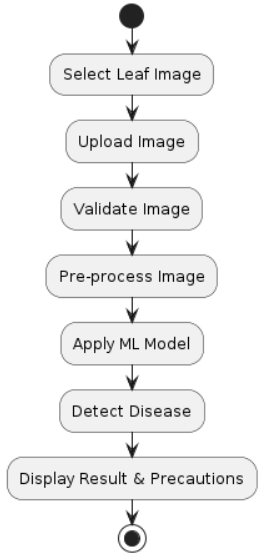 Select Leaf Image
Upload Image
Validate Image
Pre-process Image
Apply ML Model
Detect Disease
Display Result & Precautions